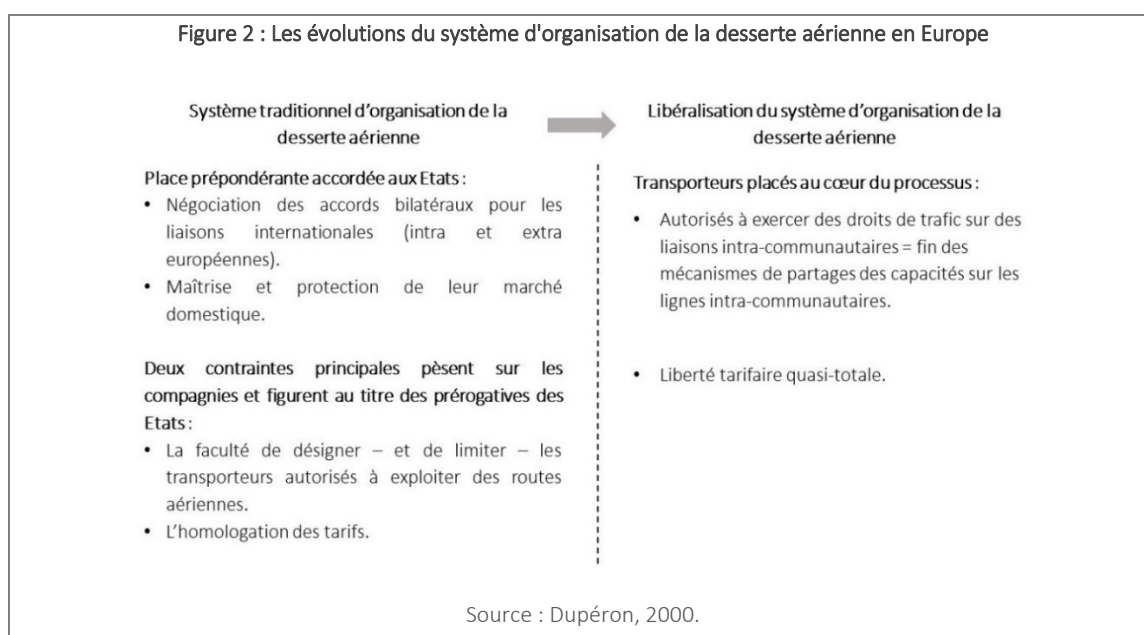 Figure 2 : Les évolutions du système d'organisation de la desserte aérienne en Europe
Système traditionnel d'organisation de la
desserte aérienne
Place prépondérante accordée aux Etats :
• Négociation des accords bilatéraux pour les
liaisons internationales (intra et extra
européennes).
• Maîtrise et protection de leur marché
domestique.
Deux contraintes principales pèsent sur les
compagnies et figurent au titre des prérogatives des
Etats :
• La faculté de désigner – et de limiter – les
transporteurs autorisés à exploiter des routes
aériennes.
• L'homologation des tarifs.
Libéralisation du système d'organisation de la
desserte aérienne
Transporteurs placés au cœur du processus :
• Autorisés à exercer des droits de trafic sur des
liaisons intra-communautaires = fin des
mécanismes de partages des capacités sur les
lignes intra-communautaires.
• Liberté tarifaire quasi-totale.
Source : Dupéron, 2000.